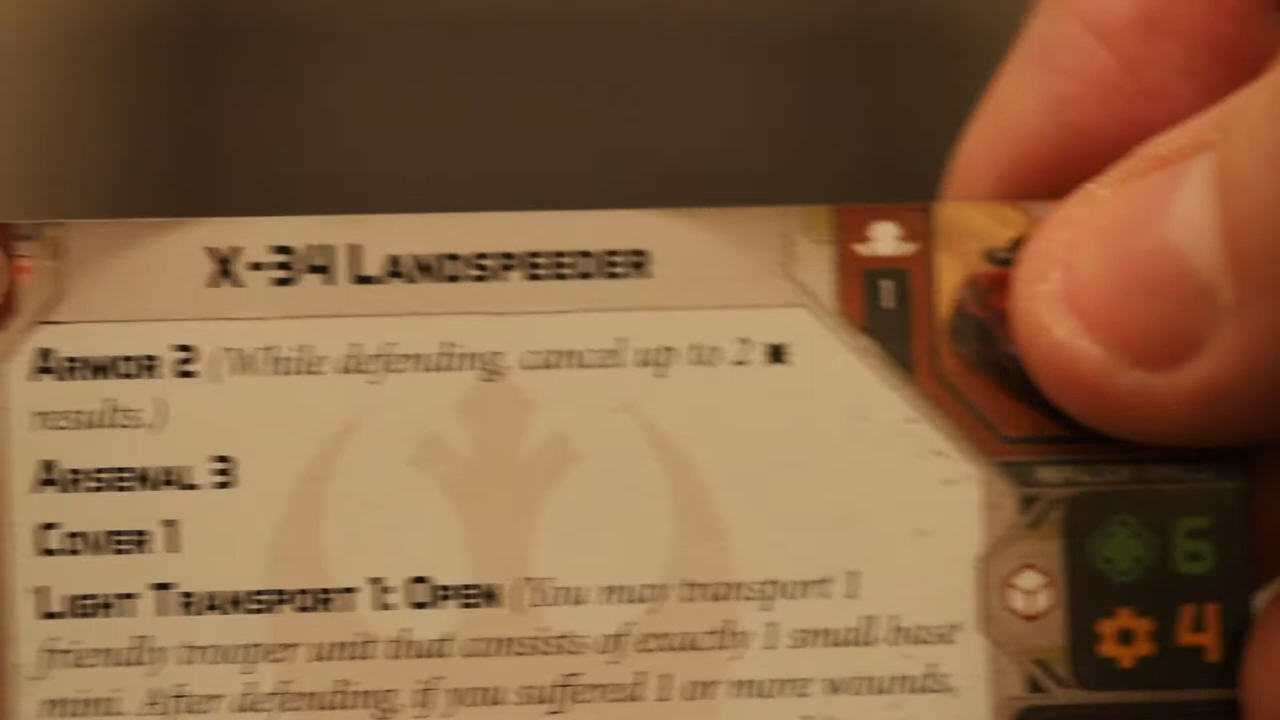 X-34 Landspeeder
1
Armor 2 (While defending, cancel up to 2
results.)
Arsenal 3
Cover 1
Light Transport 1: Open (You may transport 1
friendly trooper unit that consists of exactly 1 small-base
mini. After defending, if you suffered 1 or more wounds,
6
4